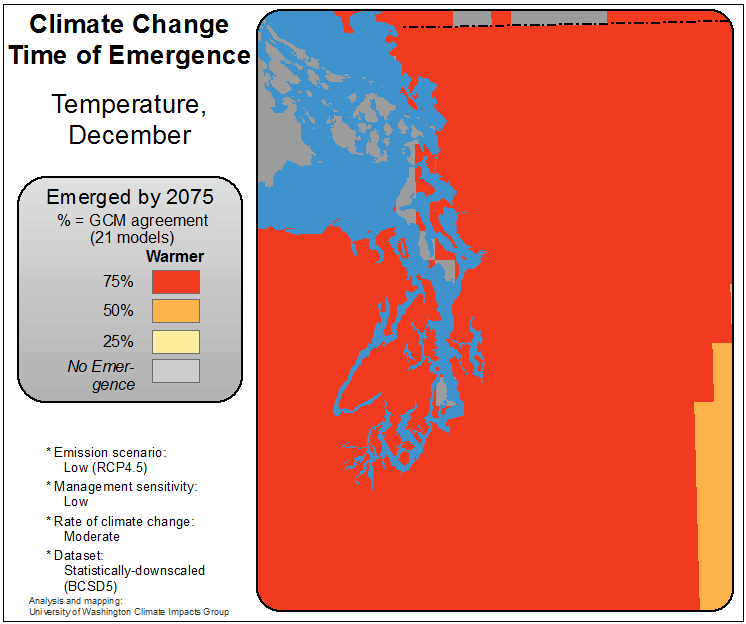 Climate Change
Time of Emergence
Temperature,
December
Emerged by 2075
% = GCM agreement
(21 models)
Warmer
75%
50%
25%
No Emer-
gence
* Emission scenario:
Low (RCP4.5)
* Management sensitivity:
Low
* Rate of climate change:
Moderate
* Dataset:
Statistically-downscaled
(BCSD5)
Analysis and mapping:
University of Washington Climate Impacts Group